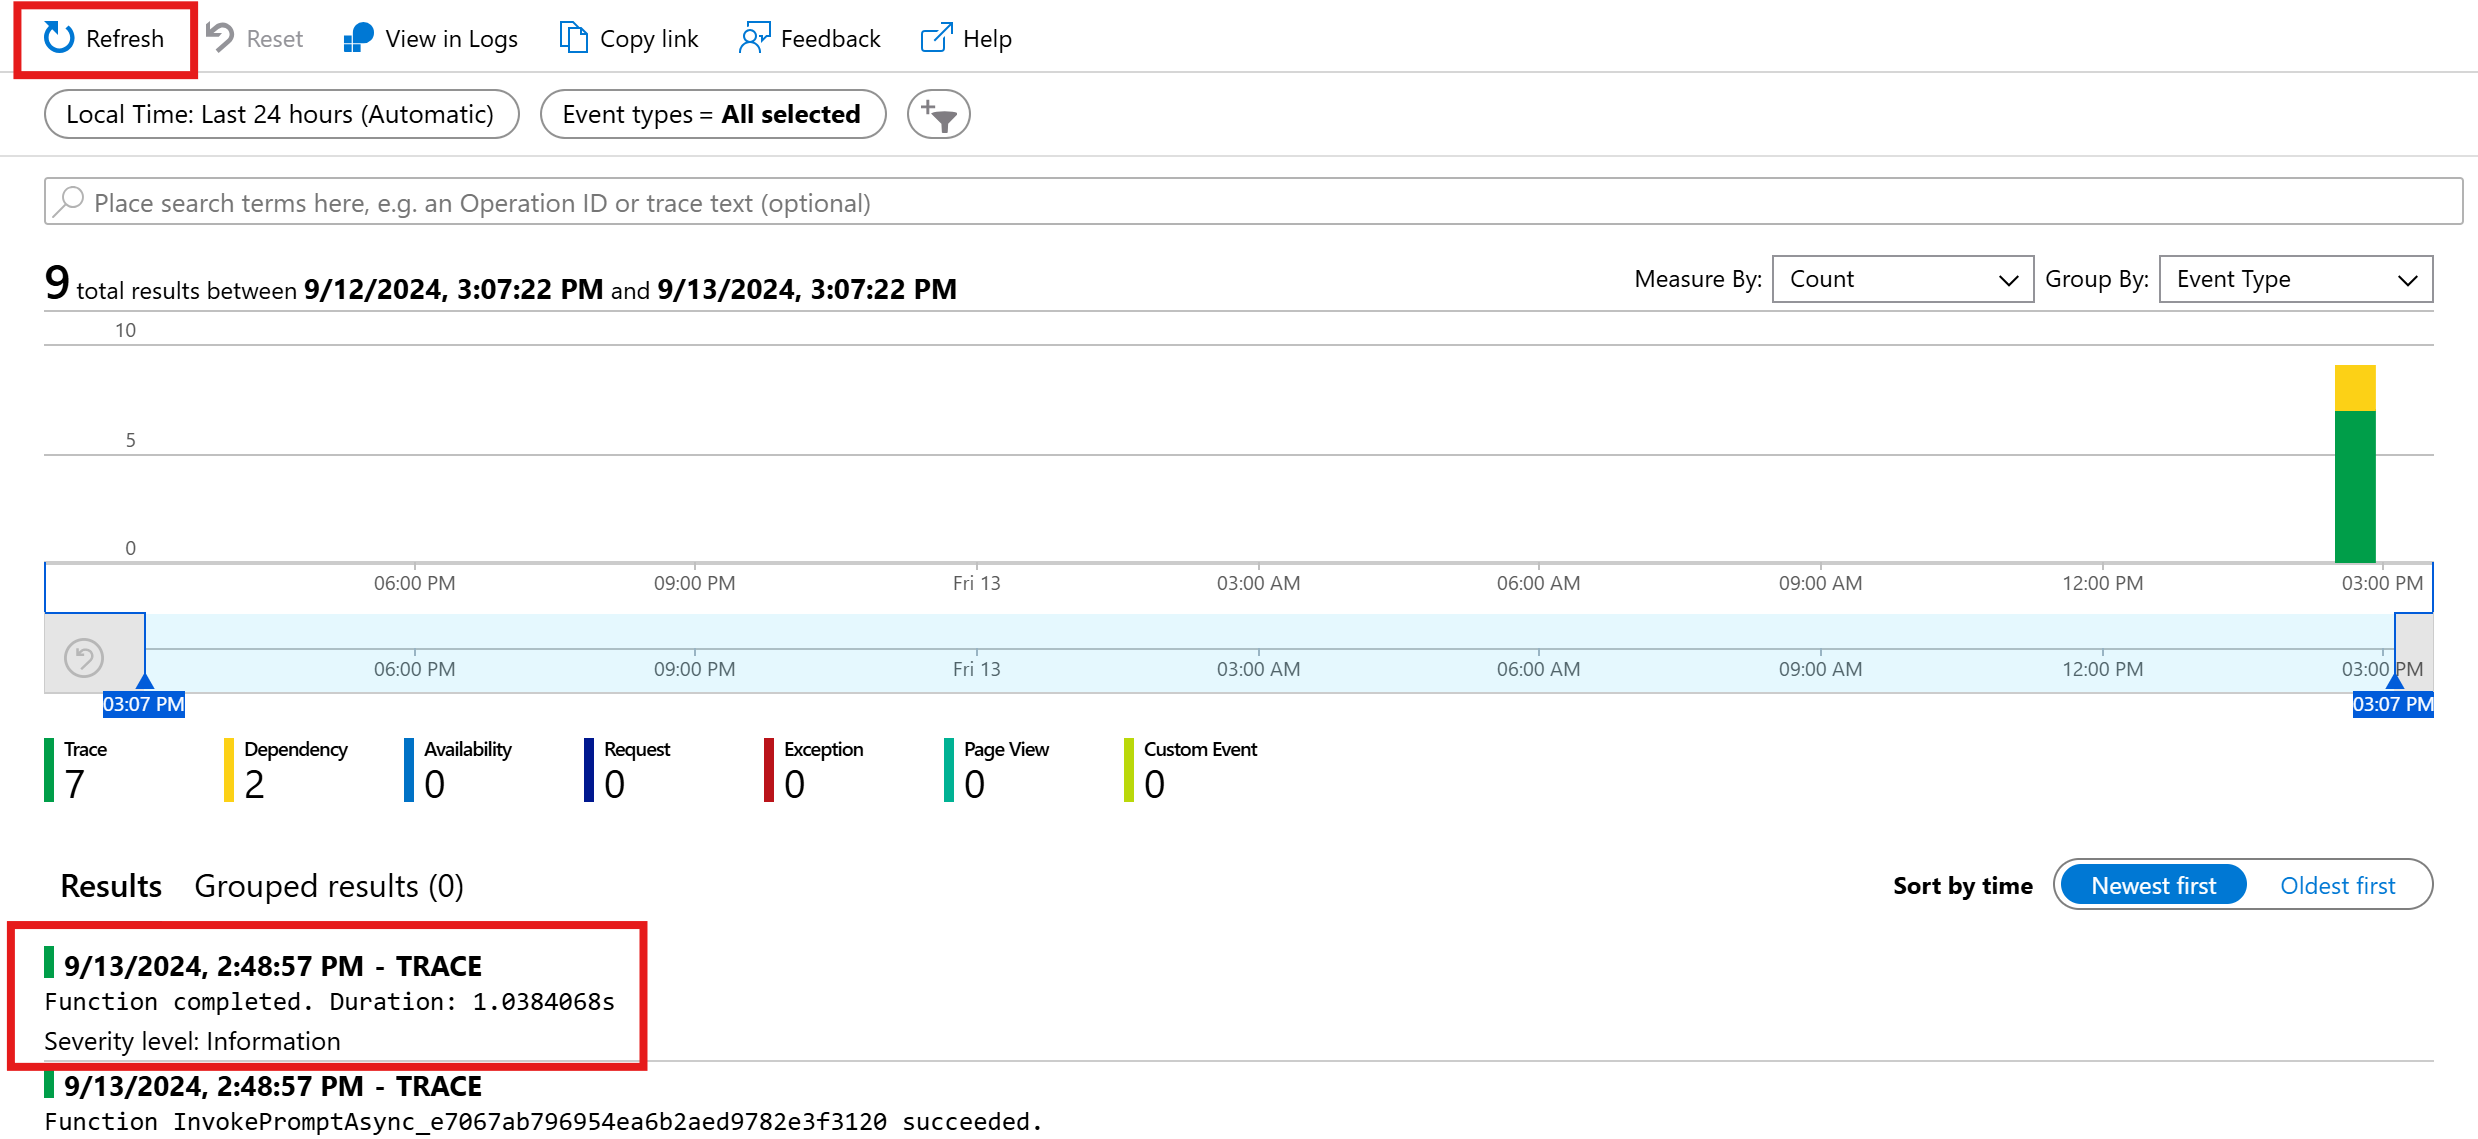 Refresh Reset View in Logs Copy link Feedback Help
Local Time: Last 24 hours (Automatic) Event types = All selected
Place search terms here, e.g. an Operation ID or trace text (optional)
9 total results between 9/12/2024, 3:07:22 PM and 9/13/2024, 3:07:22 PM
Measure By: Count Group By: Event Type
10
5
0
06:00 PM 09:00 PM Fri 13 03:00 AM 06:00 AM 09:00 AM 12:00 PM 03:00 PM
06:00 PM 09:00 PM Fri 13 03:00 AM 06:00 AM 09:00 AM 12:00 PM 03:00 PM
03:07 PM 03:07 PM
Trace Dependency Availability Request Exception Page View Custom Event
7 2 0 0 0 0 0
Results Grouped results (0) Sort by time Newest first Oldest first
9/13/2024, 2:48:57 PM - TRACE
Function completed. Duration: 1.0384068s
Severity level: Information
9/13/2024, 2:48:57 PM - TRACE
Function InvokePromptAsync_e7067ab796954ea6b2aed9782e3f3120 succeeded.